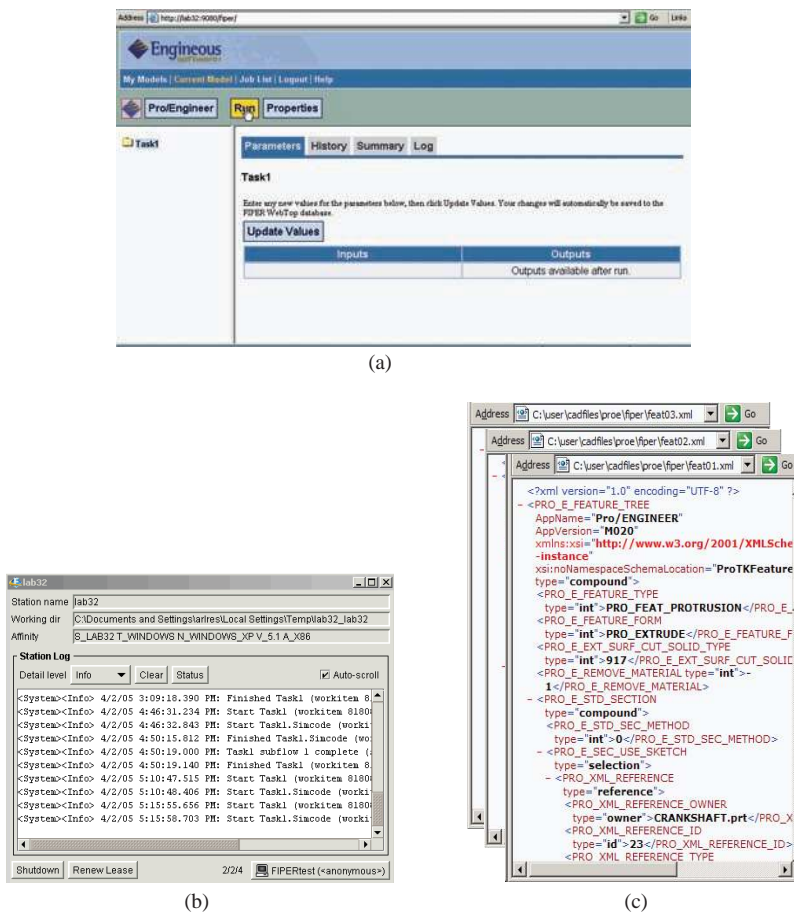 Address http://lab32:9080/fiper/ Go Links
Engineous
My Models | Current Model | Job List | Logout | Help
Pro/Engineer Run Properties
Task1
Parameters History Summary Log
Task1
Enter any new values for the parameters below, then click Update Values. Your changes will automatically be saved to the
FIPER WebTop database.
Update Values
Inputs Outputs
Outputs available after run.
(a)
lab32
Station name lab32
Working dir C:\Documents and Settings\arlres\Local Settings\Temp\lab32_lab32
Affinity S_LAB32 T_WINDOWS N_WINDOWS_XP V_5.1 A_X86
Station Log
Detail level Info Clear Status Auto-scroll
<System><Info> 4/2/05 3:09:18.390 PM: Finished Task1 (workitem 8
<System><Info> 4/2/05 4:46:31.234 PM: Start Task1 (workitem 8180
<System><Info> 4/2/05 4:46:32.843 PM: Start Task1.Simcode (worki
<System><Info> 4/2/05 4:50:15.812 PM: Finished Task1.Simcode (wo
<System><Info> 4/2/05 4:50:19.000 PM: Task1 subflow 1 complete (
<System><Info> 4/2/05 4:50:19.140 PM: Finished Task1 (workitem 8
<System><Info> 4/2/05 5:10:47.515 PM: Start Task1 (workitem 8180
<System><Info> 4/2/05 5:10:48.406 PM: Start Task1.Simcode (worki
<System><Info> 4/2/05 5:15:55.656 PM: Start Task1 (workitem 8180
<System><Info> 4/2/05 5:15:58.703 PM: Start Task1.Simcode (worki
Shutdown Renew Lease 2/2/4 FIPERtest (<anonymous>)
(b)
Address C:\user\cadfiles\proe\fiper\feat03.xml Go
Address C:\user\cadfiles\proe\fiper\feat02.xml Go
Address C:\user\cadfiles\proe\fiper\feat01.xml Go
<?xml version="1.0" encoding="UTF-8" ?>
- <PRO_E_FEATURE_TREE
AppName="Pro/ENGINEER"
AppVersion="M020"
xmlns:xsi="http://www.w3.org/2001/XMLSche
-instance"
xsi:noNamespaceSchemaLocation="ProTKFeature
type="compound">
<PRO_E_FEATURE_TYPE
type="int">PRO_FEAT_PROTRUSION</PRO_E_
<PRO_E_FEATURE_FORM
type="int">PRO_EXTRUDE</PRO_E_FEATURE_F
<PRO_E_EXT_SURF_CUT_SOLID_TYPE
type="int">917</PRO_E_EXT_SURF_CUT_SOLID
<PRO_E_REMOVE_MATERIAL type="int">-
1</PRO_E_REMOVE_MATERIAL>
- <PRO_E_STD_SECTION
type="compound">
<PRO_E_STD_SEC_METHOD
type="int">0</PRO_E_STD_SEC_METHOD>
- <PRO_E_SEC_USE_SKETCH
type="selection">
- <PRO_XML_REFERENCE
type="reference">
<PRO_XML_REFERENCE_OWNER
type="owner">CRANKSHAFT.prt</PRO_X
<PRO_XML_REFERENCE_ID
type="id">23</PRO_XML_REFERENCE_ID>
<PRO_XML_REFERENCE_TYPE
(c)